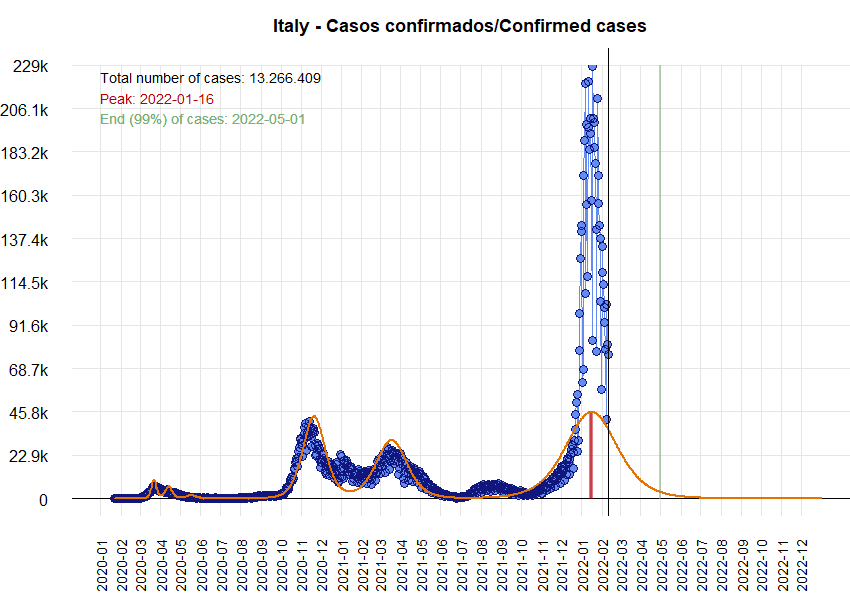 Italy - Casos confirmados/Confirmed cases
229k
206.1k
183.2k
160.3k
137.4k
114.5k
91.6k
68.7k
45.8k
22.9k
0
Total number of cases: 13.266.409
Peak: 2022-01-16
End (99%) of cases: 2022-05-01
2020-01
2020-02
2020-03
2020-04
2020-05
2020-06
2020-07
2020-08
2020-09
2020-10
2020-11
2020-12
2021-01
2021-02
2021-03
2021-04
2021-05
2021-06
2021-07
2021-08
2021-09
2021-10
2021-11
2021-12
2022-01
2022-02
2022-03
2022-04
2022-05
2022-06
2022-07
2022-08
2022-09
2022-10
2022-11
2022-12